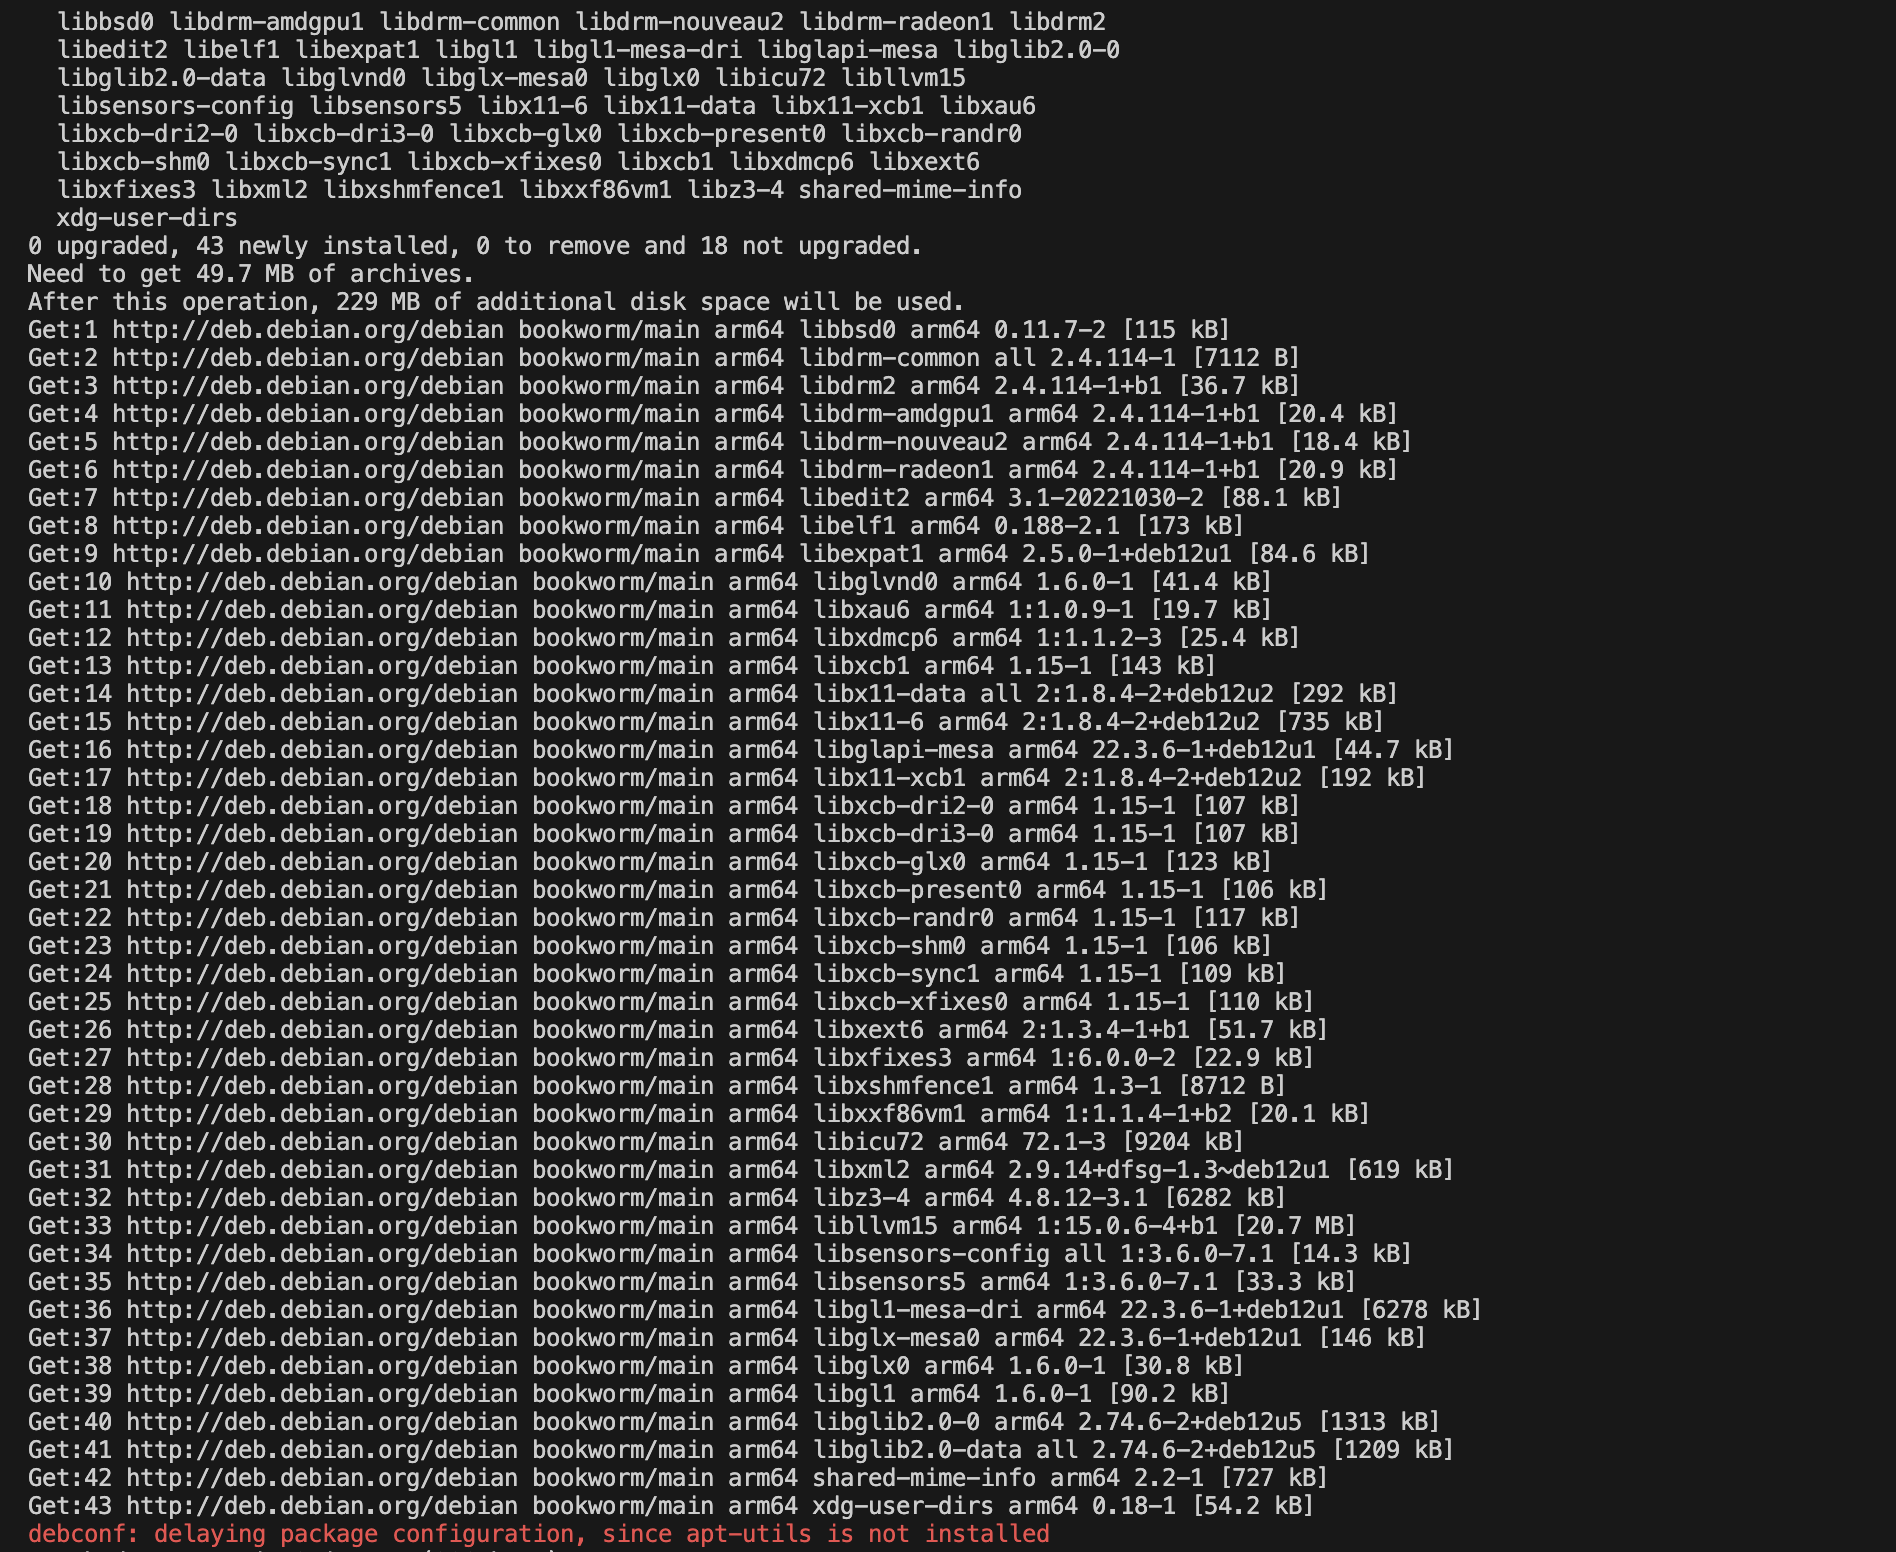 libbsd0 libdrm-amdgpu1 libdrm-common libdrm-nouveau2 libdrm-radeon1 libdrm2
libedit2 libelf1 libexpat1 libgl1 libgl1-mesa-dri libglapi-mesa libglib2.0-0
libglib2.0-data libglvnd0 libglx-mesa0 libglx0 libicu72 libllvm15
libsensors-config libsensors5 libx11-6 libx11-data libx11-xcb1 libxau6
libxcb-dri2-0 libxcb-dri3-0 libxcb-glx0 libxcb-present0 libxcb-randr0
libxcb-shm0 libxcb-sync1 libxcb-xfixes0 libxcb1 libxdmcp6 libxext6
libxfixes3 libxml2 libxshmfence1 libxxf86vm1 libz3-4 shared-mime-info
xdg-user-dirs
0 upgraded, 43 newly installed, 0 to remove and 18 not upgraded.
Need to get 49.7 MB of archives.
After this operation, 229 MB of additional disk space will be used.
Get:1 http://deb.debian.org/debian bookworm/main arm64 libbsd0 arm64 0.11.7-2 [115 kB]
Get:2 http://deb.debian.org/debian bookworm/main arm64 libdrm-common all 2.4.114-1 [7112 B]
Get:3 http://deb.debian.org/debian bookworm/main arm64 libdrm2 arm64 2.4.114-1+b1 [36.7 kB]
Get:4 http://deb.debian.org/debian bookworm/main arm64 libdrm-amdgpu1 arm64 2.4.114-1+b1 [20.4 kB]
Get:5 http://deb.debian.org/debian bookworm/main arm64 libdrm-nouveau2 arm64 2.4.114-1+b1 [18.4 kB]
Get:6 http://deb.debian.org/debian bookworm/main arm64 libdrm-radeon1 arm64 2.4.114-1+b1 [20.9 kB]
Get:7 http://deb.debian.org/debian bookworm/main arm64 libedit2 arm64 3.1-20221030-2 [88.1 kB]
Get:8 http://deb.debian.org/debian bookworm/main arm64 libelf1 arm64 0.188-2.1 [173 kB]
Get:9 http://deb.debian.org/debian bookworm/main arm64 libexpat1 arm64 2.5.0-1+deb12u1 [84.6 kB]
Get:10 http://deb.debian.org/debian bookworm/main arm64 libglvnd0 arm64 1.6.0-1 [41.4 kB]
Get:11 http://deb.debian.org/debian bookworm/main arm64 libxau6 arm64 1:1.0.9-1 [19.7 kB]
Get:12 http://deb.debian.org/debian bookworm/main arm64 libxdmcp6 arm64 1:1.1.2-3 [25.4 kB]
Get:13 http://deb.debian.org/debian bookworm/main arm64 libxcb1 arm64 1.15-1 [143 kB]
Get:14 http://deb.debian.org/debian bookworm/main arm64 libx11-data all 2:1.8.4-2+deb12u2 [292 kB]
Get:15 http://deb.debian.org/debian bookworm/main arm64 libx11-6 arm64 2:1.8.4-2+deb12u2 [735 kB]
Get:16 http://deb.debian.org/debian bookworm/main arm64 libglapi-mesa arm64 22.3.6-1+deb12u1 [44.7 kB]
Get:17 http://deb.debian.org/debian bookworm/main arm64 libx11-xcb1 arm64 2:1.8.4-2+deb12u2 [192 kB]
Get:18 http://deb.debian.org/debian bookworm/main arm64 libxcb-dri2-0 arm64 1.15-1 [107 kB]
Get:19 http://deb.debian.org/debian bookworm/main arm64 libxcb-dri3-0 arm64 1.15-1 [107 kB]
Get:20 http://deb.debian.org/debian bookworm/main arm64 libxcb-glx0 arm64 1.15-1 [123 kB]
Get:21 http://deb.debian.org/debian bookworm/main arm64 libxcb-present0 arm64 1.15-1 [106 kB]
Get:22 http://deb.debian.org/debian bookworm/main arm64 libxcb-randr0 arm64 1.15-1 [117 kB]
Get:23 http://deb.debian.org/debian bookworm/main arm64 libxcb-shm0 arm64 1.15-1 [106 kB]
Get:24 http://deb.debian.org/debian bookworm/main arm64 libxcb-sync1 arm64 1.15-1 [109 kB]
Get:25 http://deb.debian.org/debian bookworm/main arm64 libxcb-xfixes0 arm64 1.15-1 [110 kB]
Get:26 http://deb.debian.org/debian bookworm/main arm64 libxext6 arm64 2:1.3.4-1+b1 [51.7 kB]
Get:27 http://deb.debian.org/debian bookworm/main arm64 libxfixes3 arm64 1:6.0.0-2 [22.9 kB]
Get:28 http://deb.debian.org/debian bookworm/main arm64 libxshmfence1 arm64 1.3-1 [8712 B]
Get:29 http://deb.debian.org/debian bookworm/main arm64 libxxf86vm1 arm64 1:1.1.4-1+b2 [20.1 kB]
Get:30 http://deb.debian.org/debian bookworm/main arm64 libicu72 arm64 72.1-3 [9204 kB]
Get:31 http://deb.debian.org/debian bookworm/main arm64 libxml2 arm64 2.9.14+dfsg-1.3~deb12u1 [619 kB]
Get:32 http://deb.debian.org/debian bookworm/main arm64 libz3-4 arm64 4.8.12-3.1 [6282 kB]
Get:33 http://deb.debian.org/debian bookworm/main arm64 libllvm15 arm64 1:15.0.6-4+b1 [20.7 MB]
Get:34 http://deb.debian.org/debian bookworm/main arm64 libsensors-config all 1:3.6.0-7.1 [14.3 kB]
Get:35 http://deb.debian.org/debian bookworm/main arm64 libsensors5 arm64 1:3.6.0-7.1 [33.3 kB]
Get:36 http://deb.debian.org/debian bookworm/main arm64 libgl1-mesa-dri arm64 22.3.6-1+deb12u1 [6278 kB]
Get:37 http://deb.debian.org/debian bookworm/main arm64 libglx-mesa0 arm64 22.3.6-1+deb12u1 [146 kB]
Get:38 http://deb.debian.org/debian bookworm/main arm64 libglx0 arm64 1.6.0-1 [30.8 kB]
Get:39 http://deb.debian.org/debian bookworm/main arm64 libgl1 arm64 1.6.0-1 [90.2 kB]
Get:40 http://deb.debian.org/debian bookworm/main arm64 libglib2.0-0 arm64 2.74.6-2+deb12u5 [1313 kB]
Get:41 http://deb.debian.org/debian bookworm/main arm64 libglib2.0-data all 2.74.6-2+deb12u5 [1209 kB]
Get:42 http://deb.debian.org/debian bookworm/main arm64 shared-mime-info arm64 2.2-1 [727 kB]
Get:43 http://deb.debian.org/debian bookworm/main arm64 xdg-user-dirs arm64 0.18-1 [54.2 kB]
debconf: delaying package configuration, since apt-utils is not installed